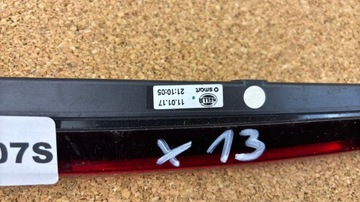 11.01.17
21:10:05
HELLA
O smart
07S
x 13